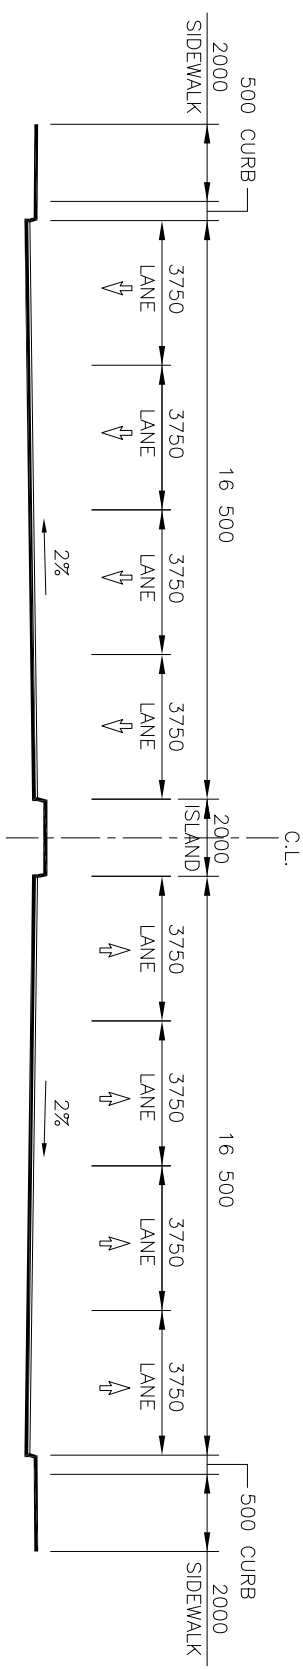 2000
SIDEWALK
500 CURB
16 500
2000
ISLAND
C.L.
16 500
500 CURB
2000
SIDEWALK
3750
LANE
3750
LANE
3750
LANE
3750
LANE
3750
LANE
3750
LANE
3750
LANE
3750
LANE
2%
2%